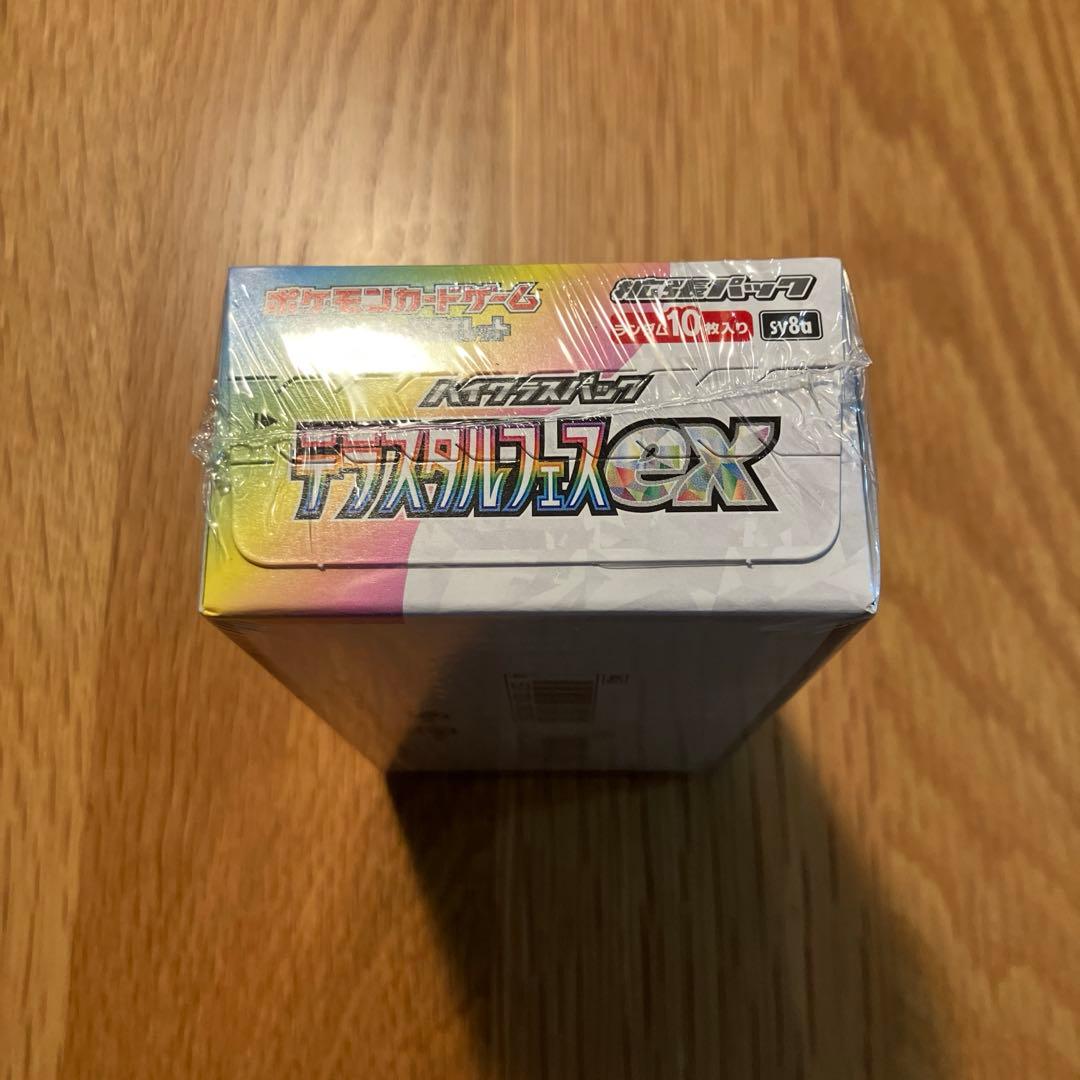 ポケモンカードゲーム
拡張パック
ランダム10枚入り
sv8a
ハイクラスパック
テラスタルフェスex